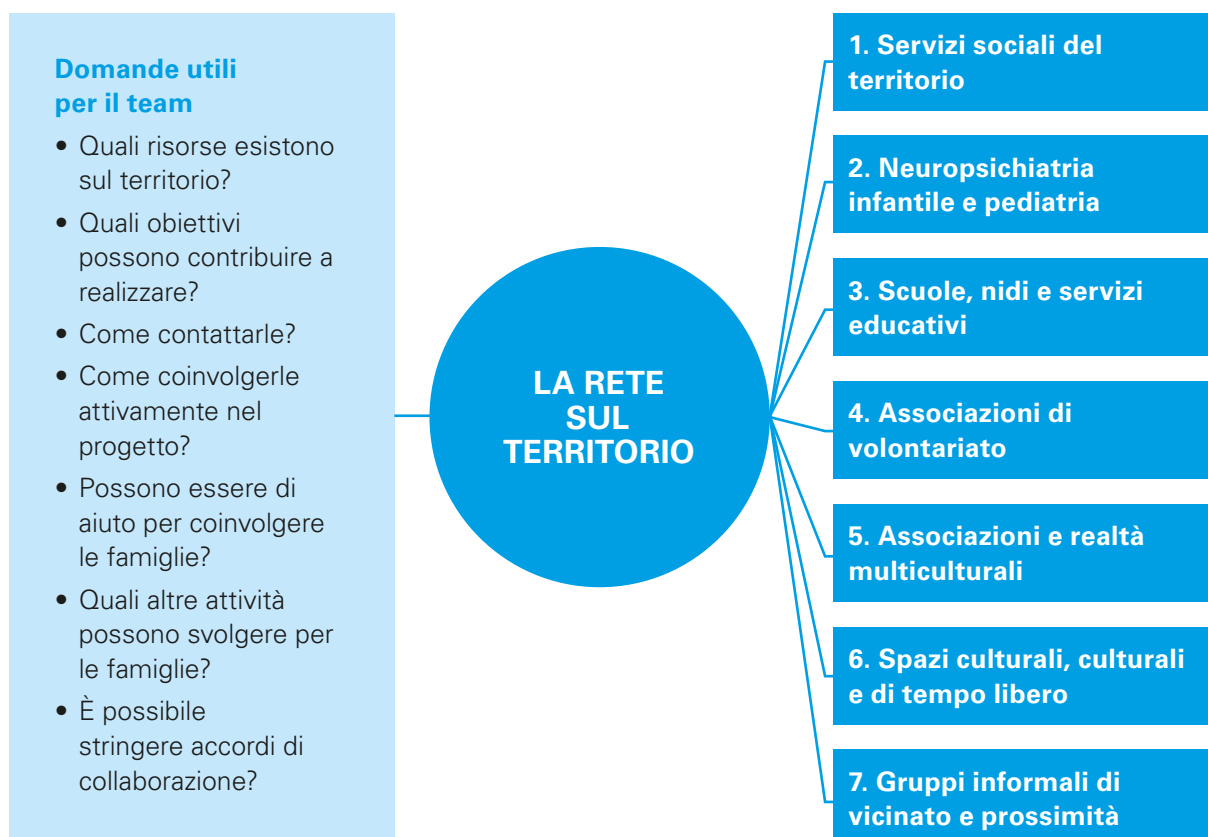 Domande utili
per il team
• Quali risorse esistono
sul territorio?
• Quali obiettivi
possono contribuire a
realizzare?
• Come contattarle?
• Come coinvolgerle
attivamente nel
progetto?
• Possono essere di
aiuto per coinvolgere
le famiglie?
• Quali altre attività
possono svolgere per
le famiglie?
• È possibile
stringere accordi di
collaborazione?
LA RETE
SUL
TERRITORIO
1. Servizi sociali del
territorio
2. Neuropsichiatria
infantile e pediatria
3. Scuole, nidi e servizi
educativi
4. Associazioni di
volontariato
5. Associazioni e realtà
multiculturali
6. Spazi culturali, culturali
e di tempo libero
7. Gruppi informali di
vicinato e prossimità